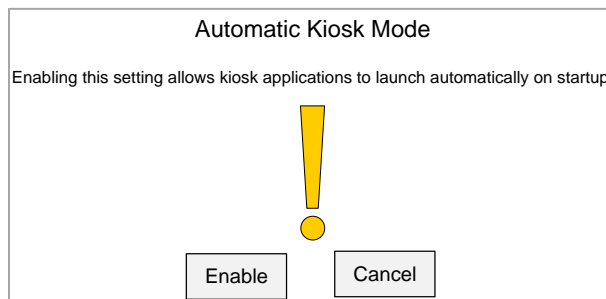 Automatic Kiosk Mode
Enabling this setting allows kiosk applications to launch automatically on startup
Enable
Cancel